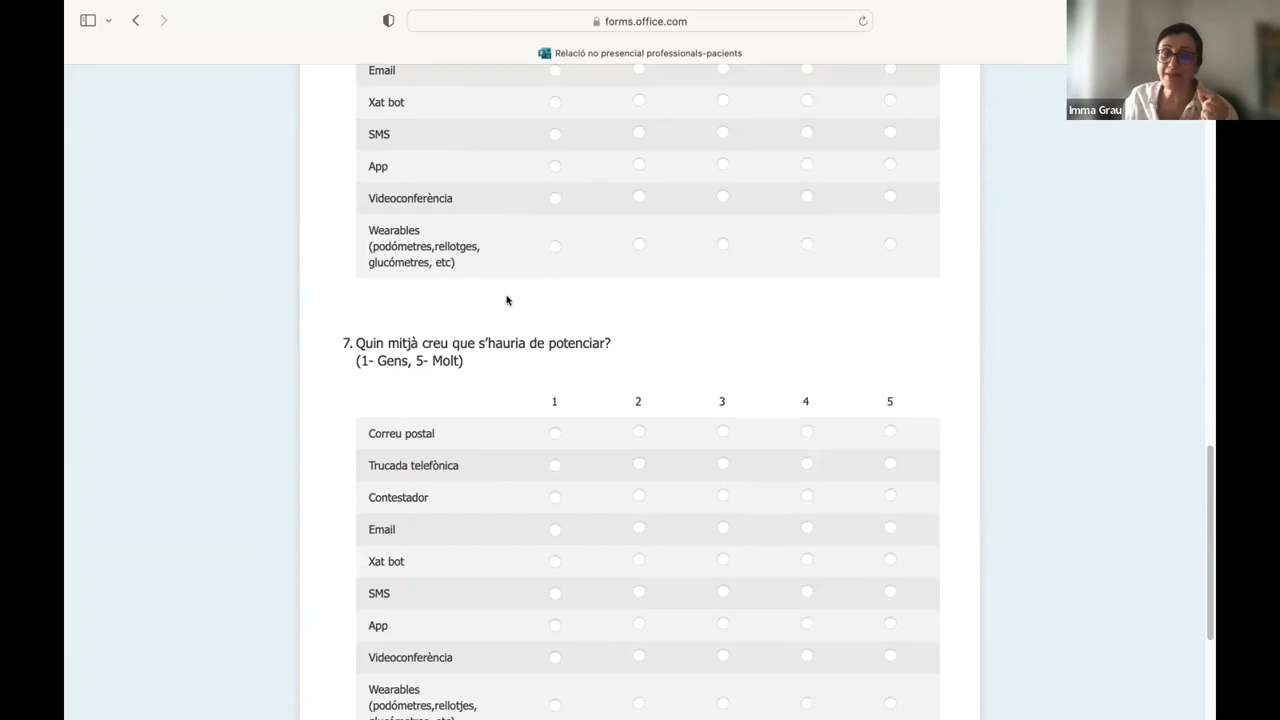 forms.office.com
Relació no presencial professionals-pacients
Imma Grau
Email
Xat bot
SMS
App
Videoconferència
Wearables
(podómetres,rellotges,
glucómetres, etc)
7. Quin mitjà creu que s'hauria de potenciar?
(1- Gens, 5- Molt)
1 2 3 4 5
Correu postal
Trucada telefònica
Contestador
Email
Xat bot
SMS
App
Videoconferència
Wearables
(podómetres,rellotjes,
glucómetres, etc)